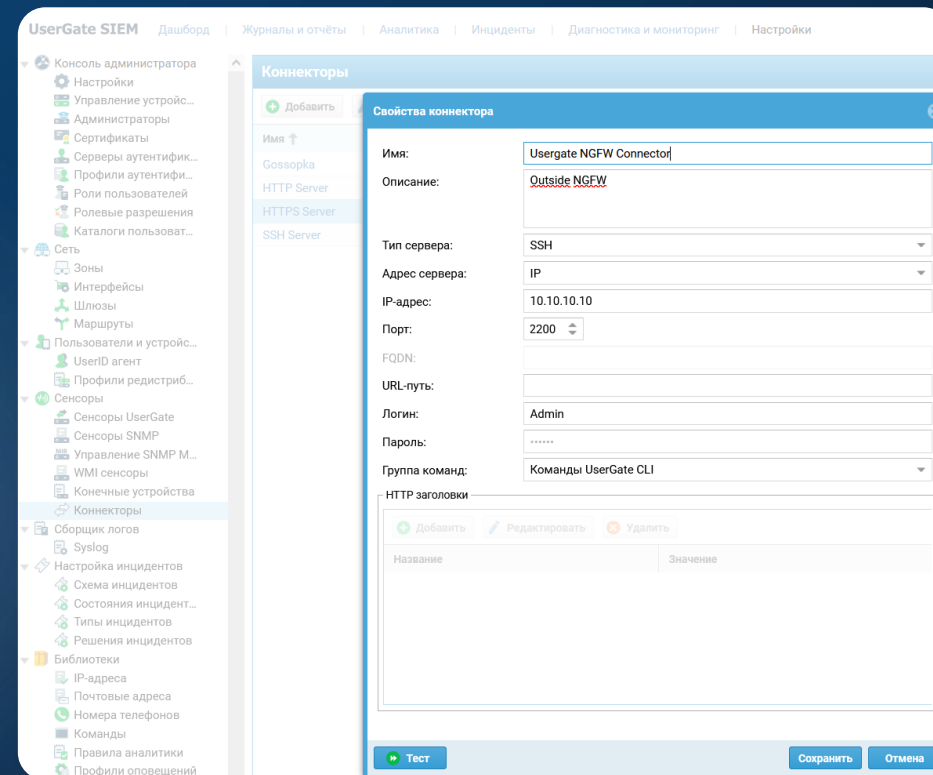 UserGate SIEM Дашборд | Журналы и отчёты | Аналитика | Инциденты | Диагностика и мониторинг | Настройки
Консоль администратора
Настройки
Управление устройс...
Администраторы
Сертификаты
Серверы аутентифик...
Профили аутентифи...
Роли пользователей
Ролевые разрешения
Каталоги пользоват...
Сеть
Зоны
Интерфейсы
Шлюзы
Маршруты
Пользователи и устройс...
UserID агент
Профили редистриб...
Сенсоры
Сенсоры UserGate
Сенсоры SNMP
Управление SNMP M...
WMI сенсоры
Конечные устройства
Коннекторы
Сборщик логов
Syslog
Настройка инцидентов
Схема инцидентов
Состояния инцидент...
Типы инцидентов
Решения инцидентов
Библиотеки
IP-адреса
Почтовые адреса
Номера телефонов
Команды
Правила аналитики
Профили оповещений
Коннекторы
Добавить
Имя ↑
Gossopka
HTTP Server
HTTPS Server
SSH Server
Свойства коннектора
Имя: Usergate NGFW Connector
Описание: Outside NGFW
Тип сервера: SSH
Адрес сервера: IP
IP-адрес: 10.10.10.10
Порт: 2200
FQDN:
URL-путь:
Логин: Admin
Пароль: ······
Группа команд: Команды UserGate CLI
HTTP заголовки
Добавить Редактировать Удалить
Название Значение
Тест Сохранить Отмена